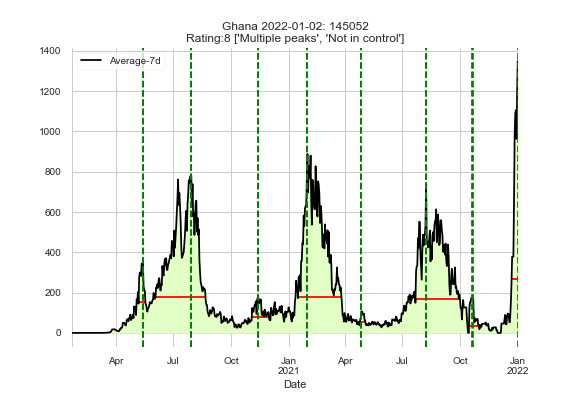 Ghana 2022-01-02: 145052
Rating:8 ['Multiple peaks', 'Not in control']
Average-7d
1400
1200
1000
800
600
400
200
0
Apr Jul Oct Jan Apr Jul Oct Jan
2021 2022
Date